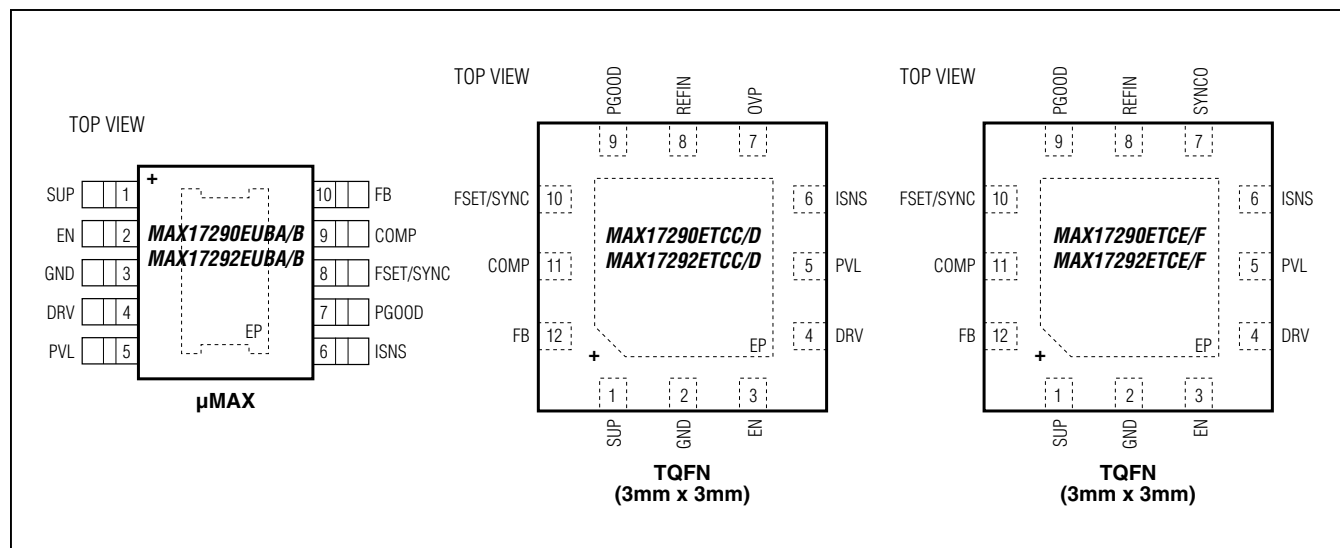 TOP VIEW
+
SUP 1
10 FB
EN 2
9 COMP
GND 3
8 FSET/SYNC
DRV 4
7 PGOOD
PVL 5
6 ISNS
MAX17290EUBA/B
MAX17292EUBA/B
EP
µMAX
TOP VIEW
PGOOD
REFIN
OVP
9
8
7
FSET/SYNC 10
6 ISNS
COMP 11
5 PVL
FB 12
4 DRV
MAX17290ETCC/D
MAX17292ETCC/D
EP
+
1
2
3
SUP
GND
EN
TQFN
(3mm x 3mm)
TOP VIEW
PGOOD
REFIN
SYNCO
9
8
7
FSET/SYNC 10
6 ISNS
COMP 11
5 PVL
FB 12
4 DRV
MAX17290ETCE/F
MAX17292ETCE/F
EP
+
1
2
3
SUP
GND
EN
TQFN
(3mm x 3mm)